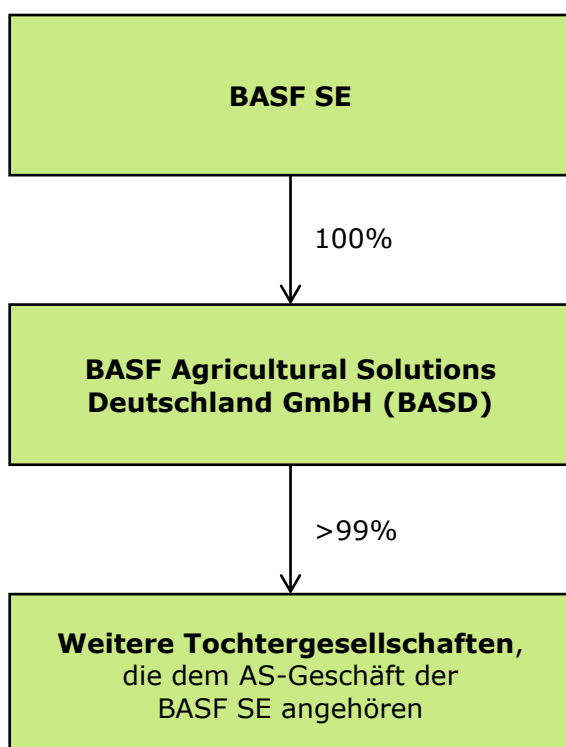 BASF SE
100%
BASF Agricultural Solutions
Deutschland GmbH (BASD)
>99%
Weitere Tochtergesellschaften,
die dem AS-Geschäft der
BASF SE angehören